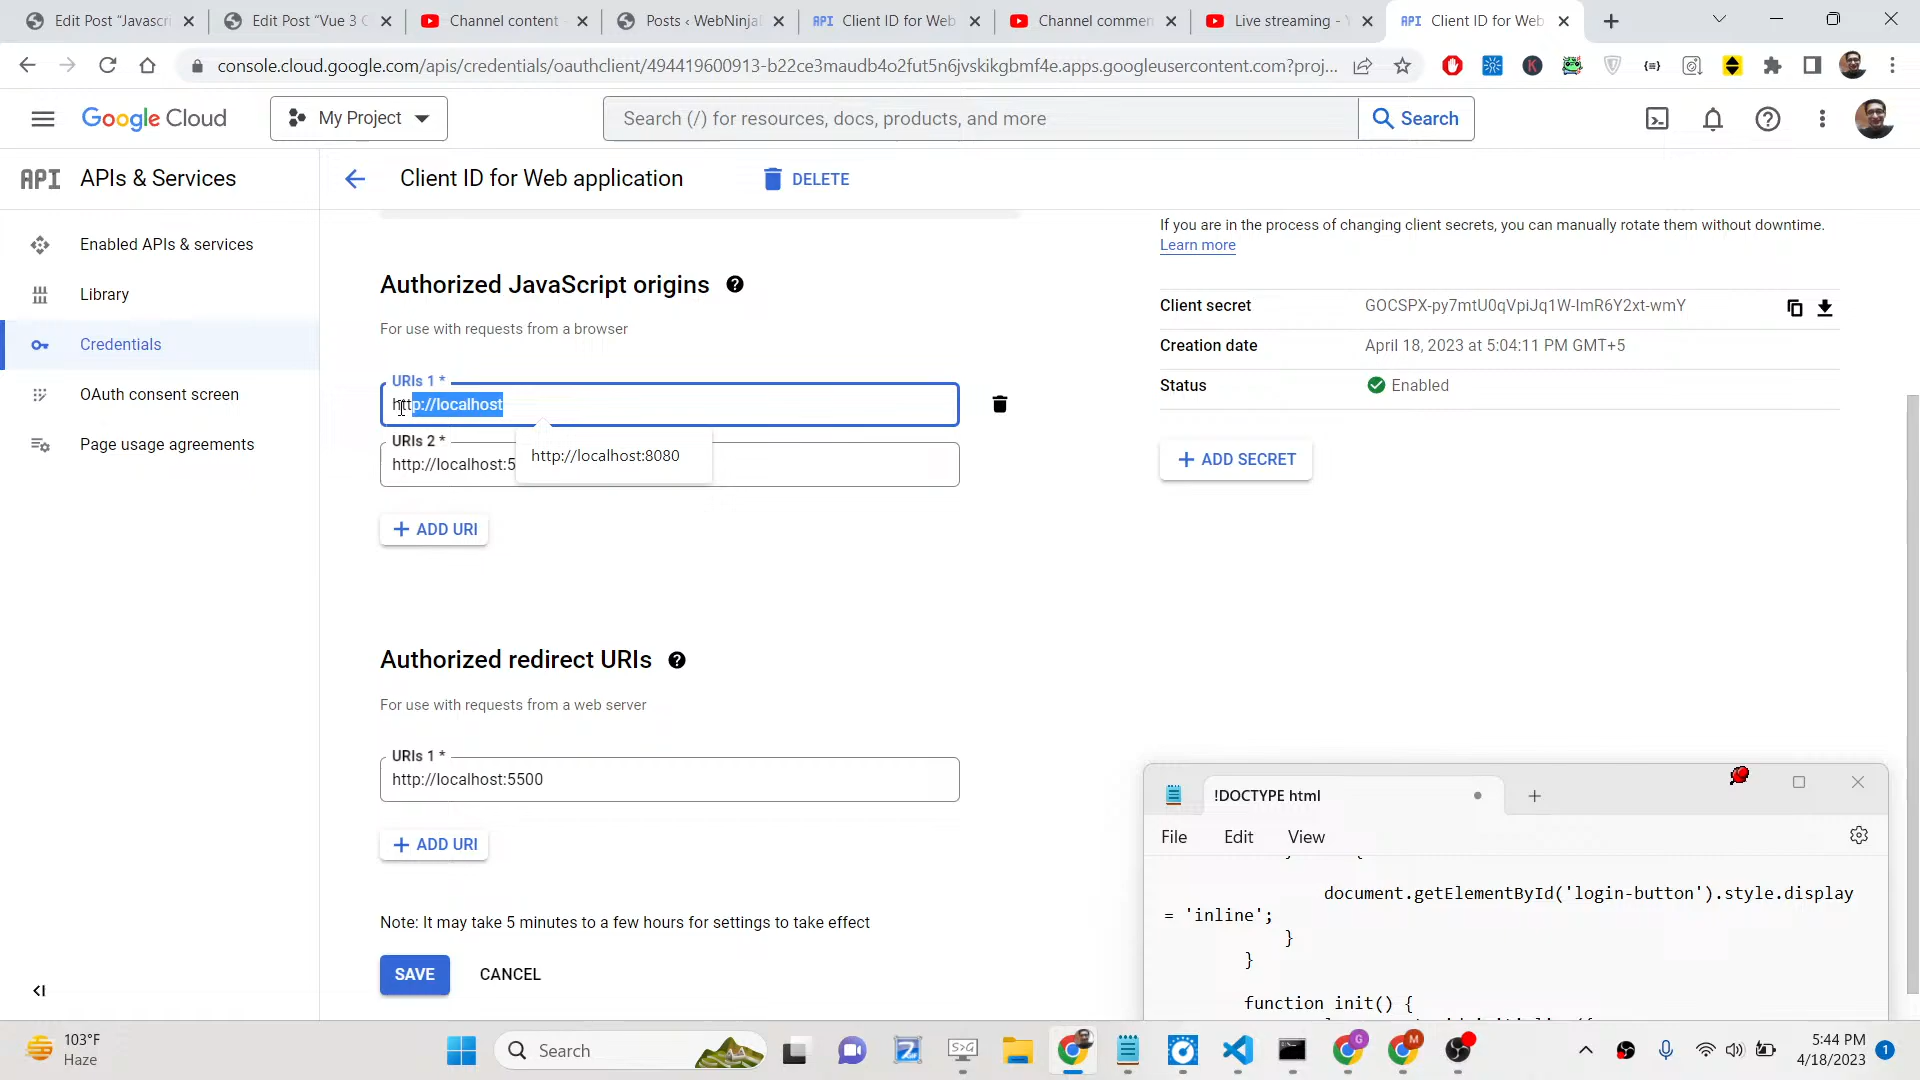 Edit Post “Javascri
Edit Post “Vue 3 C
Channel content -
Posts ‹ WebNinja
API Client ID for Web
Channel commen
Live streaming - Y
API Client ID for Web
console.cloud.google.com/apis/credentials/oauthclient/494419600913-b22ce3maudb4o2fut5n6jvskikgbmf4e.apps.googleusercontent.com?proj...
Google Cloud
My Project
Search (/) for resources, docs, products, and more
Search
API APIs & Services
Client ID for Web application
DELETE
Enabled APIs & services
Library
Credentials
OAuth consent screen
Page usage agreements
If you are in the process of changing client secrets, you can manually rotate them without downtime.
Learn more
Authorized JavaScript origins
For use with requests from a browser
URIs 1 *
http://localhost
URIs 2 *
http://localhost:5
http://localhost:8080
+ ADD URI
Client secret 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
Creation date April 18, 2023 at 5:04:11 PM GMT+5
Status Enabled
+ ADD SECRET
Authorized redirect URIs
For use with requests from a web server
URIs 1 *
http://localhost:5500
+ ADD URI
Note: It may take 5 minutes to a few hours for settings to take effect
SAVE
CANCEL
!DOCTYPE html
File Edit View
document.getElementById('login-button').style.display
= 'inline';
}
}
function init() {
103°F
Haze
Search
S>G
G
M
5:44 PM
4/18/2023
1